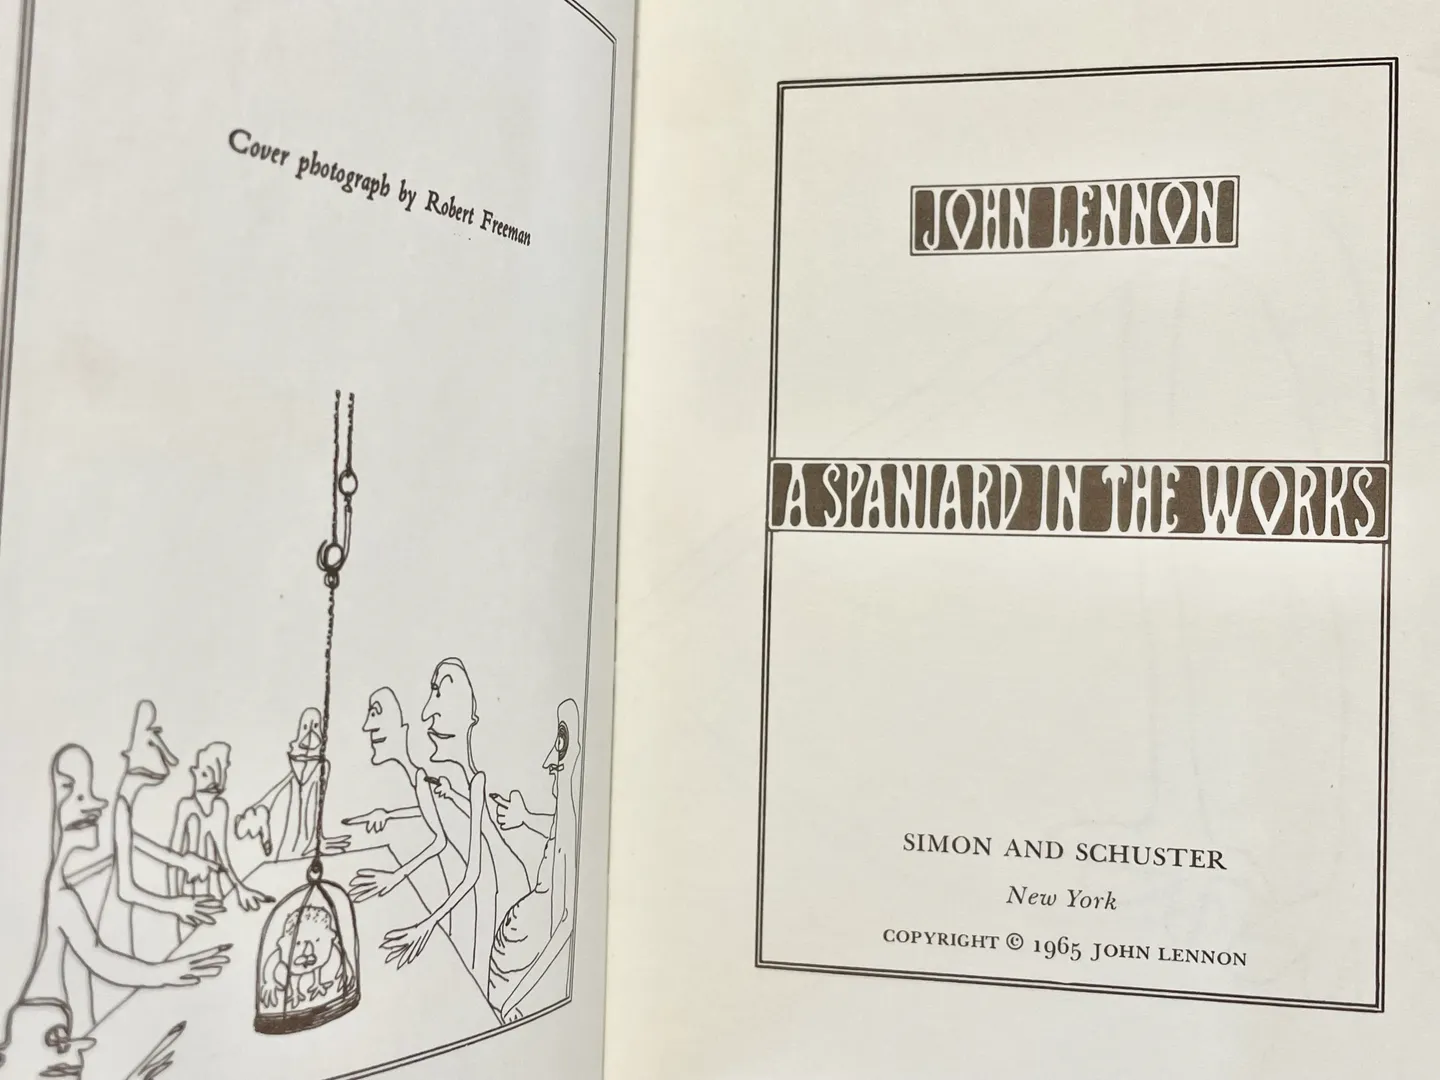 Cover photograph by Robert Freeman
JOHN LENNON
A SPANIARD IN THE WORKS
SIMON AND SCHUSTER
New York
COPYRIGHT © 1965 JOHN LENNON